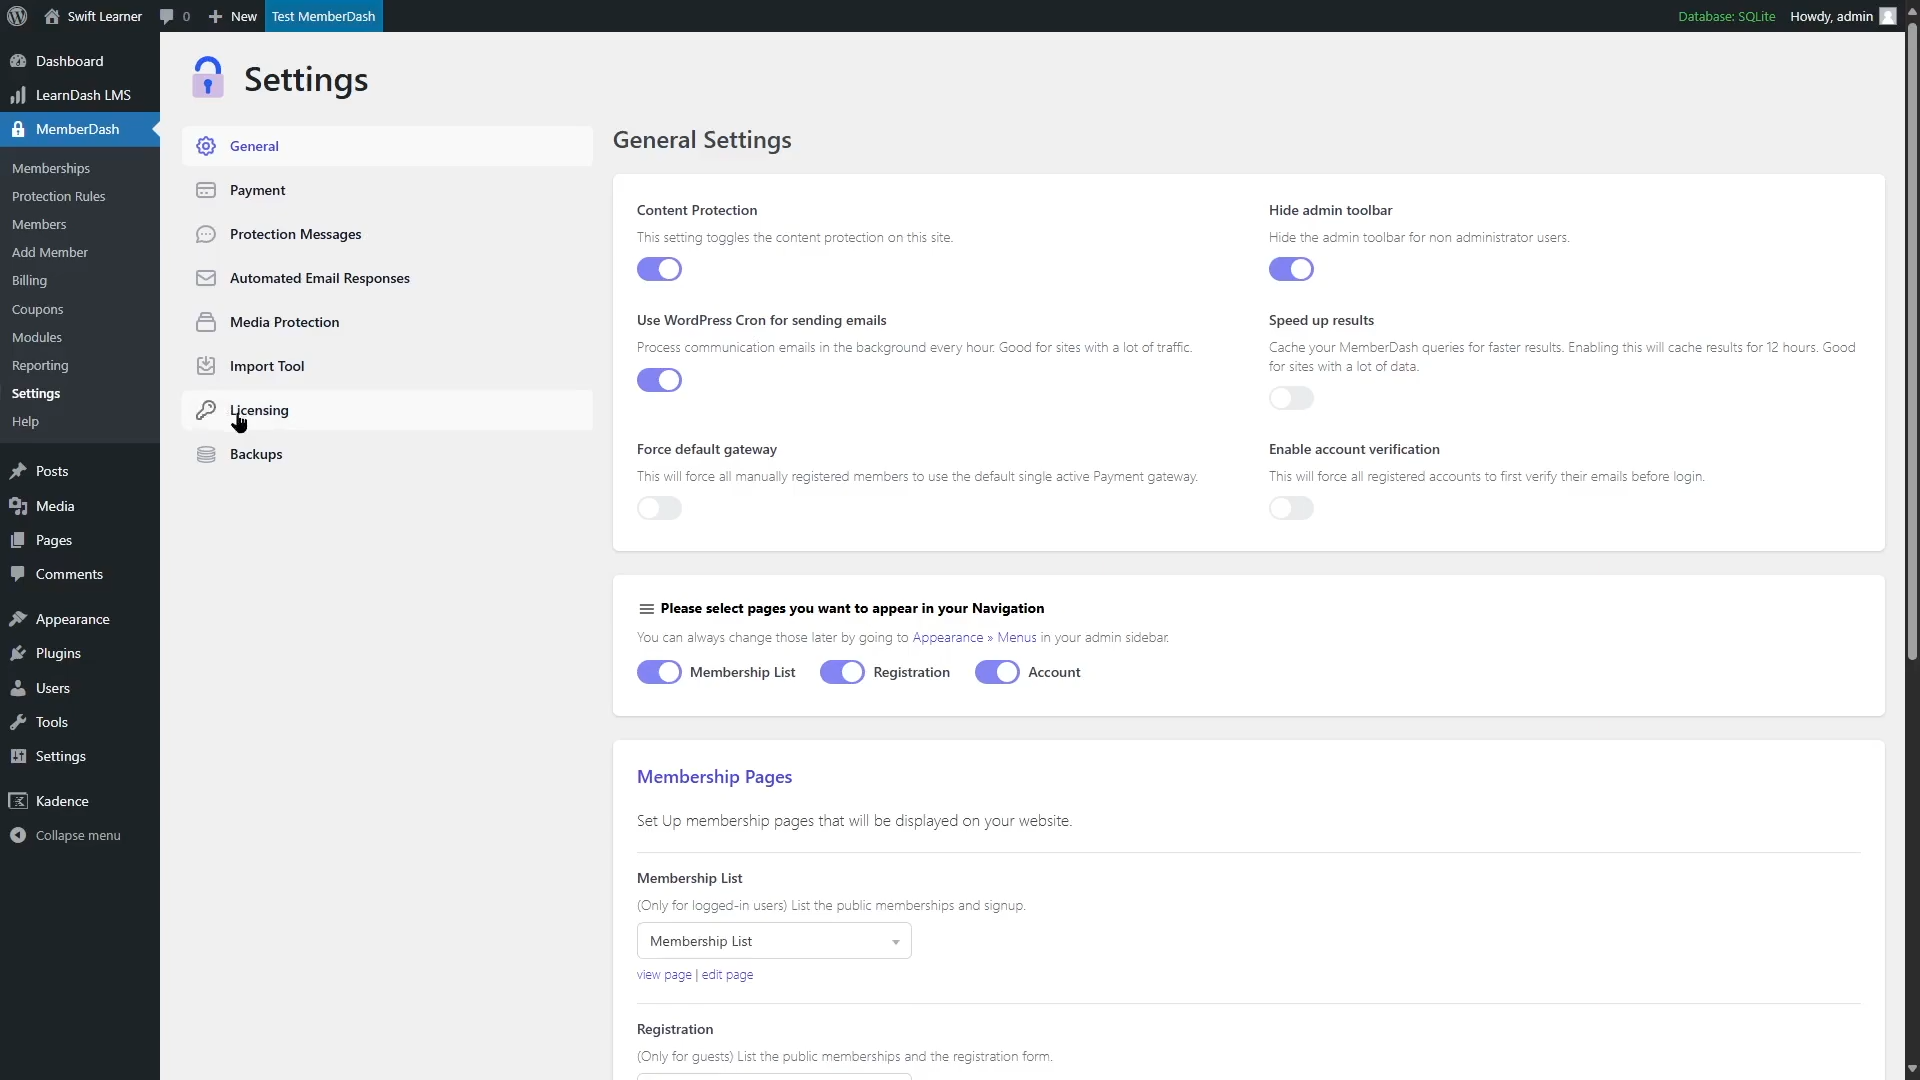 Swift Learner
0
New
Test MemberDash
Database: SQLite
Howdy, admin
Dashboard
LearnDash LMS
MemberDash
Memberships
Protection Rules
Members
Add Member
Billing
Coupons
Modules
Reporting
Settings
Help
Posts
Media
Pages
Comments
Appearance
Plugins
Users
Tools
Settings
Kadence
Collapse menu
Settings
General
Payment
Protection Messages
Automated Email Responses
Media Protection
Import Tool
Licensing
Backups
General Settings
Content Protection
This setting toggles the content protection on this site.
Hide admin toolbar
Hide the admin toolbar for non administrator users.
Use WordPress Cron for sending emails
Process communication emails in the background every hour. Good for sites with a lot of traffic.
Speed up results
Cache your MemberDash queries for faster results. Enabling this will cache results for 12 hours. Good
for sites with a lot of data.
Force default gateway
This will force all manually registered members to use the default single active Payment gateway.
Enable account verification
This will force all registered accounts to first verify their emails before login.
Please select pages you want to appear in your Navigation
You can always change those later by going to Appearance » Menus in your admin sidebar.
Membership List
Registration
Account
Membership Pages
Set Up membership pages that will be displayed on your website.
Membership List
(Only for logged-in users) List the public memberships and signup.
Membership List
view page | edit page
Registration
(Only for guests) List the public memberships and the registration form.